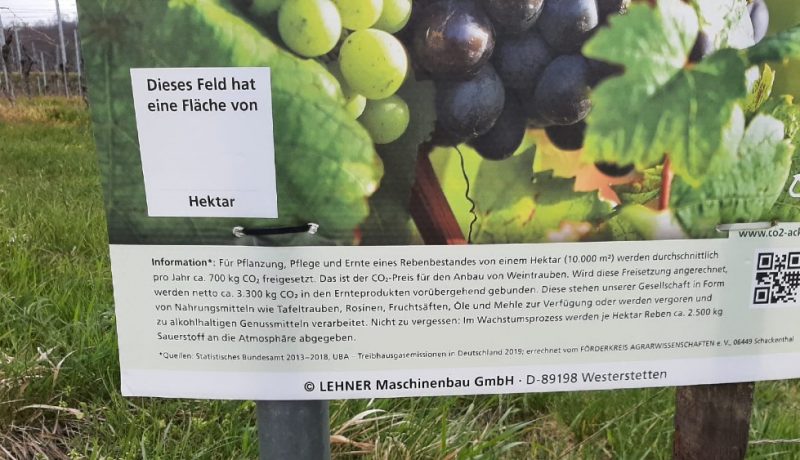 Dieses Feld hat
eine Fläche von
Hektar
www.co2-ack
Information*: Für Pflanzung, Pflege und Ernte eines Rebenbestandes von einem Hektar (10.000 m²) werden durchschnittlich
pro Jahr ca. 700 kg CO₂ freigesetzt. Das ist der CO₂-Preis für den Anbau von Weintrauben. Wird diese Freisetzung angerechnet,
werden netto ca. 3.300 kg CO₂ in den Ernteprodukten vorübergehend gebunden. Diese stehen unserer Gesellschaft in Form
von Nahrungsmitteln wie Tafeltrauben, Rosinen, Fruchtsäften, Öle und Mehle zur Verfügung oder werden vergoren und
zu alkohlhaltigen Genussmitteln verarbeitet. Nicht zu vergessen: Im Wachstumsprozess werden je Hektar Reben ca. 2.500 kg
Sauerstoff an die Atmosphäre abgegeben.
*Quellen: Statistisches Bundesamt 2013–2018, UBA – Treibhausgasemissionen in Deutschland 2019; errechnet vom FÖRDERKREIS AGRARWISSENSCHAFTEN e. V., 06449 Schackenthal
© LEHNER Maschinenbau GmbH · D-89198 Westerstetten